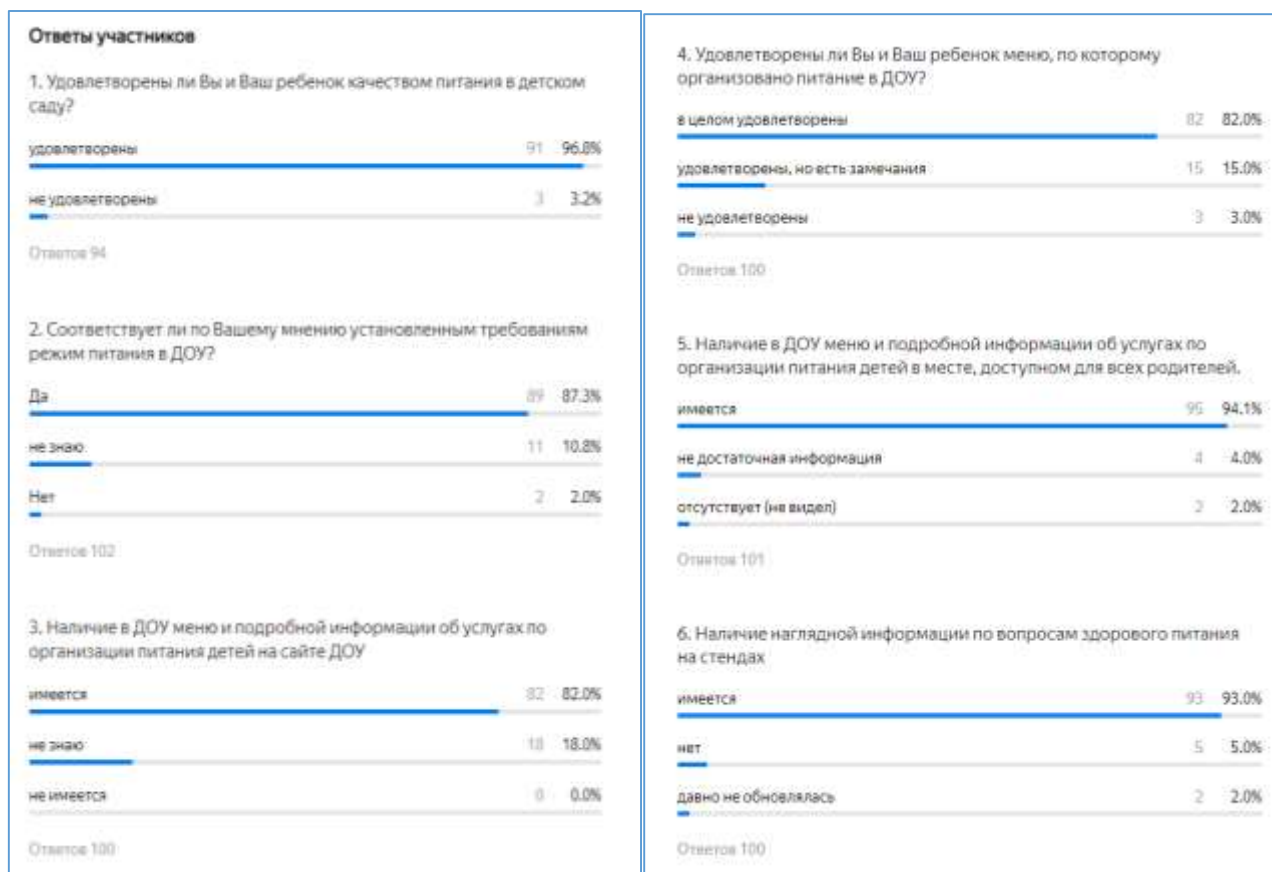 Ответы участников
1. Удовлетворены ли Вы и Ваш ребенок качеством питания в детском
саду?
удовлетворены 91 96.8%
не удовлетворены 3 3.2%
Ответов 94
2. Соответствует ли по Вашему мнению установленным требованиям
режим питания в ДОУ?
Да 89 87.3%
не знаю 11 10.8%
Нет 2 2.0%
Ответов 102
3. Наличие в ДОУ меню и подробной информации об услугах по
организации питания детей на сайте ДОУ
имеется 82 82.0%
не знаю 18 18.0%
не имеется 0 0.0%
Ответов 100
4. Удовлетворены ли Вы и Ваш ребенок меню, по которому
организовано питание в ДОУ?
в целом удовлетворены 82 82.0%
удовлетворены, но есть замечания 15 15.0%
не удовлетворены 3 3.0%
Ответов 100
5. Наличие в ДОУ меню и подробной информации об услугах по
организации питания детей в месте, доступном для всех родителей.
имеется 95 94.1%
не достаточная информация 4 4.0%
отсутствует (не видел) 2 2.0%
Ответов 101
6. Наличие наглядной информации по вопросам здорового питания
на стендах
имеется 93 93.0%
нет 5 5.0%
давно не обновлялась 2 2.0%
Ответов 100